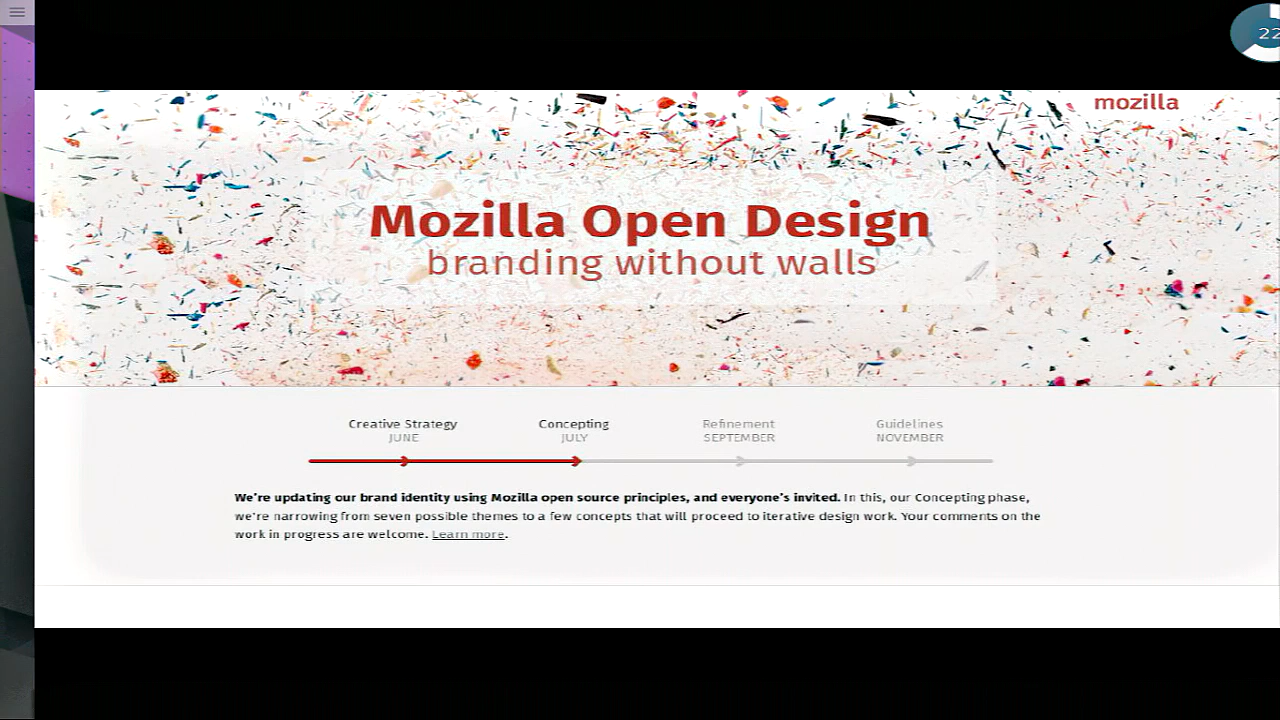 22
mozilla
Mozilla Open Design
branding without walls
Creative Strategy
JUNE
Concepting
JULY
Refinement
SEPTEMBER
Guidelines
NOVEMBER
We're updating our brand identity using Mozilla open source principles, and everyone's invited. In this, our Concepting phase,
we're narrowing from seven possible themes to a few concepts that will proceed to iterative design work. Your comments on the
work in progress are welcome. Learn more.